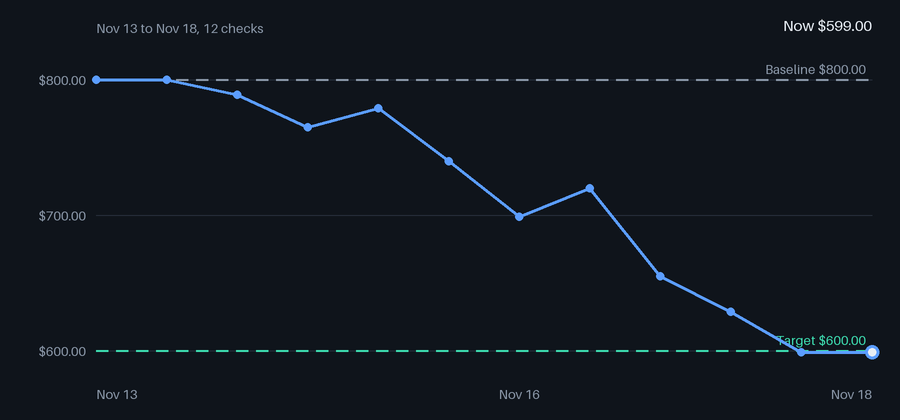 Nov 13 to Nov 18, 12 checks
Now $599.00
Baseline $800.00
$800.00
$700.00
Target $600.00
$600.00
Nov 13
Nov 16
Nov 18